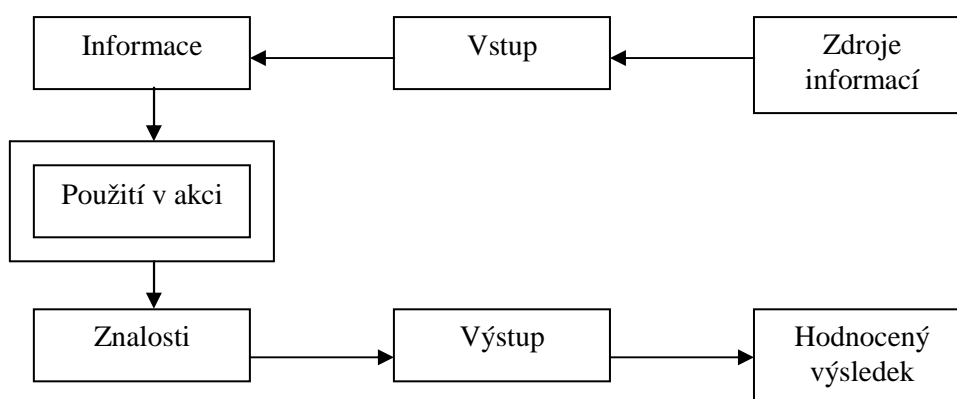 Informace
Vstup
Zdroje
informací
Použití v akci
Znalosti
Výstup
Hodnocený
výsledek